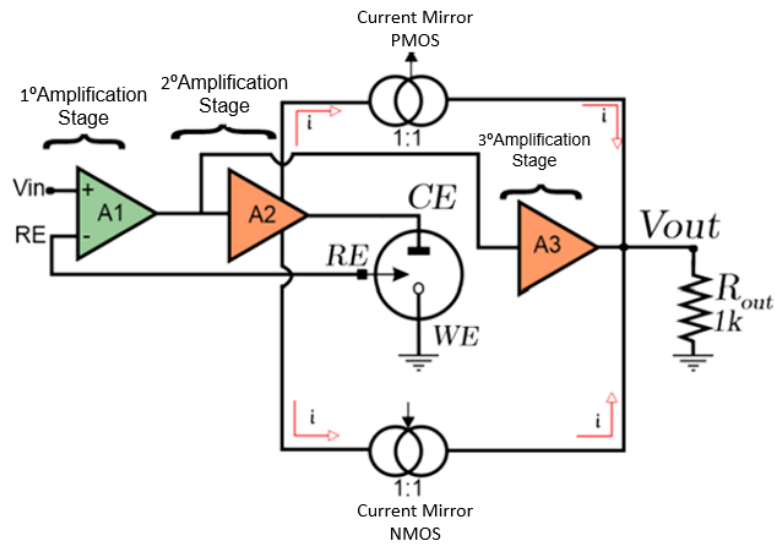 Current Mirror
PMOS
1:1
i
i
1ºAmplification
Stage
2ºAmplification
Stage
3ºAmplification
Stage
Vin
+
A1
RE
-
A2
CE
RE
WE
A3
Vout
Rout
1k
i
i
1:1
Current Mirror
NMOS